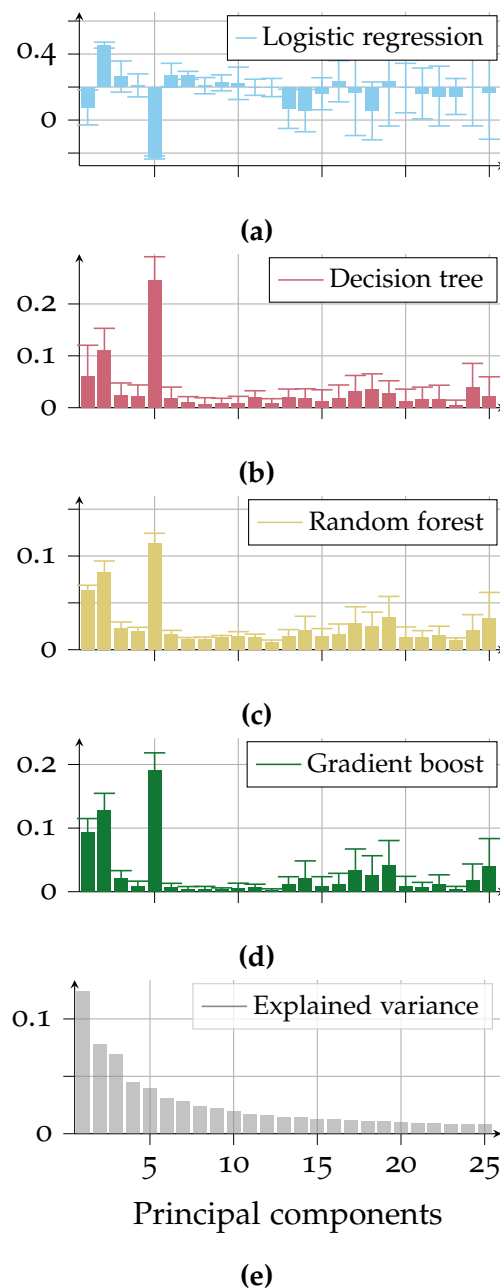 Logistic regression
0.4
0
(a)
Decision tree
0.2
0.1
0
(b)
Random forest
0.1
0
(c)
Gradient boost
0.2
0.1
0
(d)
Explained variance
0.1
0
5 10 15 20 25
Principal components
(e)